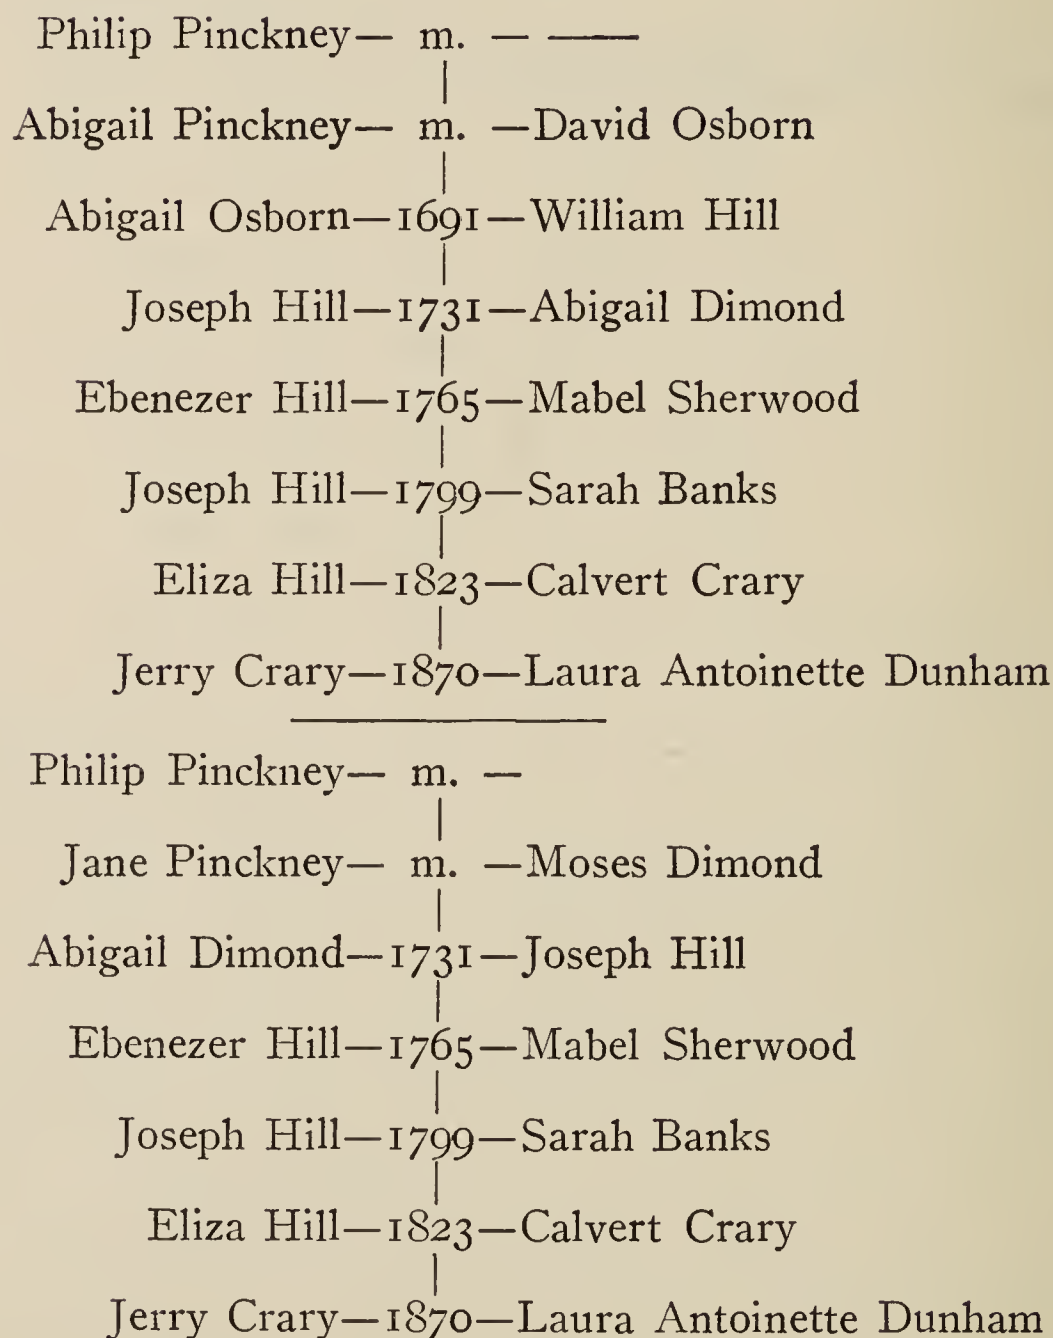 Philip Pinckney— m. — ——
Abigail Pinckney— m. —David Osborn
Abigail Osborn—1691—William Hill
Joseph Hill—1731—Abigail Dimond
Ebenezer Hill—1765—Mabel Sherwood
Joseph Hill—1799—Sarah Banks
Eliza Hill—1823—Calvert Crary
Jerry Crary—1870—Laura Antoinette Dunham
Philip Pinckney— m. —
Jane Pinckney— m. —Moses Dimond
Abigail Dimond—1731—Joseph Hill
Ebenezer Hill—1765—Mabel Sherwood
Joseph Hill—1799—Sarah Banks
Eliza Hill—1823—Calvert Crary
Jerry Crary—1870—Laura Antoinette Dunham